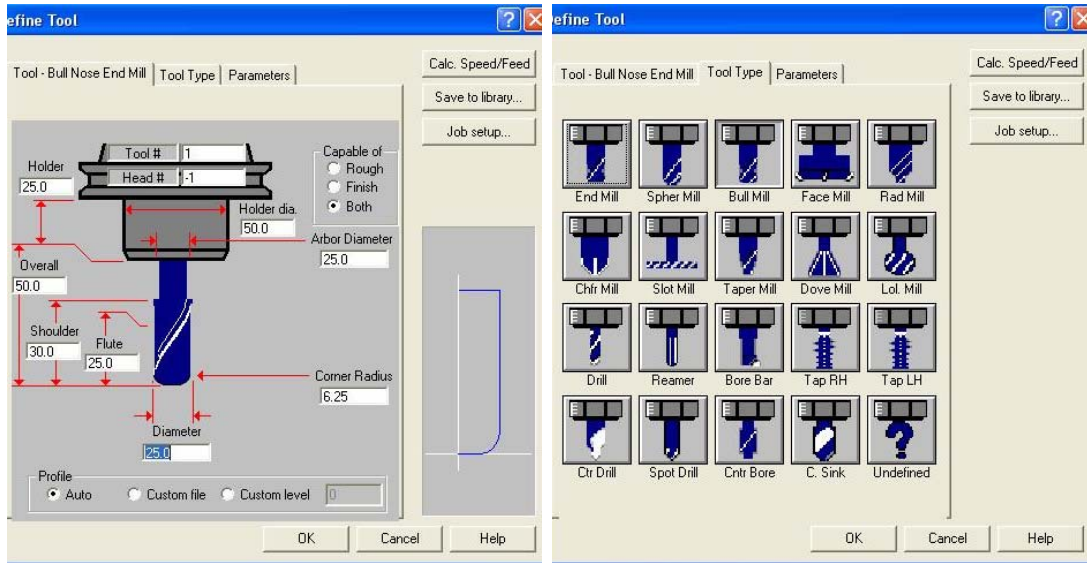 efine Tool
Tool - Bull Nose End Mill Tool Type Parameters
Calc. Speed/Feed
Save to library...
Job setup...
Tool # 1
Head # -1
Capable of
Rough
Finish
Both
Holder
25.0
Holder dia.
50.0
Arbor Diameter
25.0
Overall
50.0
Shoulder
30.0
Flute
25.0
Corner Radius
6.25
Diameter
25.0
Profile
Auto Custom file Custom level 0
OK Cancel Help
efine Tool
Tool - Bull Nose End Mill Tool Type Parameters
Calc. Speed/Feed
Save to library...
Job setup...
End Mill Spher Mill Bull Mill Face Mill Rad Mill
Chfr Mill Slot Mill Taper Mill Dove Mill Lol. Mill
Drill Reamer Bore Bar Tap RH Tap LH
Ctr Drill Spot Drill Cntr Bore C. Sink Undefined
OK Cancel Help